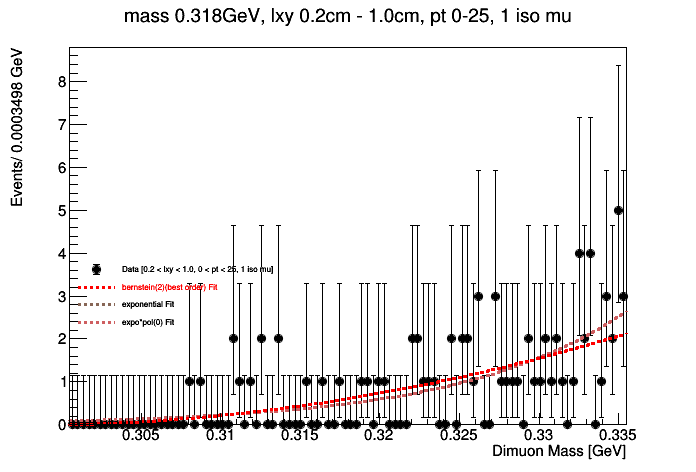 mass 0.318GeV, lxy 0.2cm - 1.0cm, pt 0-25, 1 iso mu
Events/ 0.0003498 GeV
8
7
6
5
4
3
2
1
0
Data [0.2 < lxy < 1.0, 0 < pt < 25, 1 iso mu]
bernstein(2)(best order) Fit
exponential Fit
expo*pol(0) Fit
0.305 0.31 0.315 0.32 0.325 0.33 0.335
Dimuon Mass [GeV]